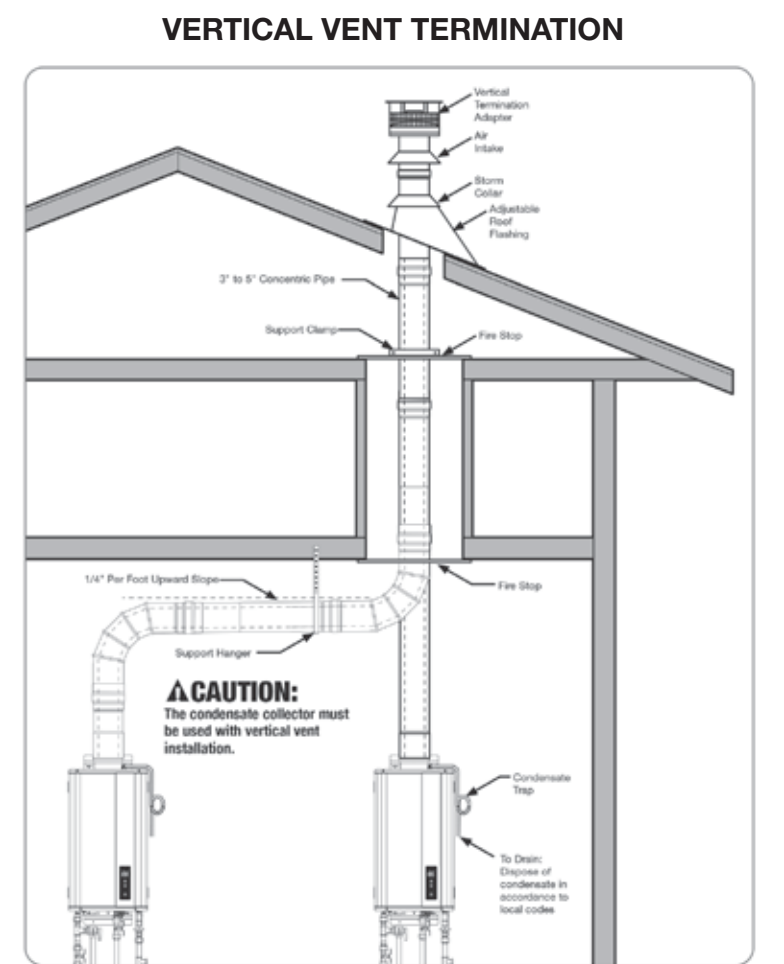 VERTICAL VENT TERMINATION
Vertical
Termination
Adapter
Air
Intake
Storm
Collar
Adjustable
Roof
Flashing
3" to 5" Concentric Pipe
Support Clamp
Fire Stop
1/4" Per Foot Upward Slope
Fire Stop
Support Hanger
CAUTION:
The condensate collector must
be used with vertical vent
installation.
Condensate
Trap
To Drain:
Dispose of
condensate in
accordance to
local codes